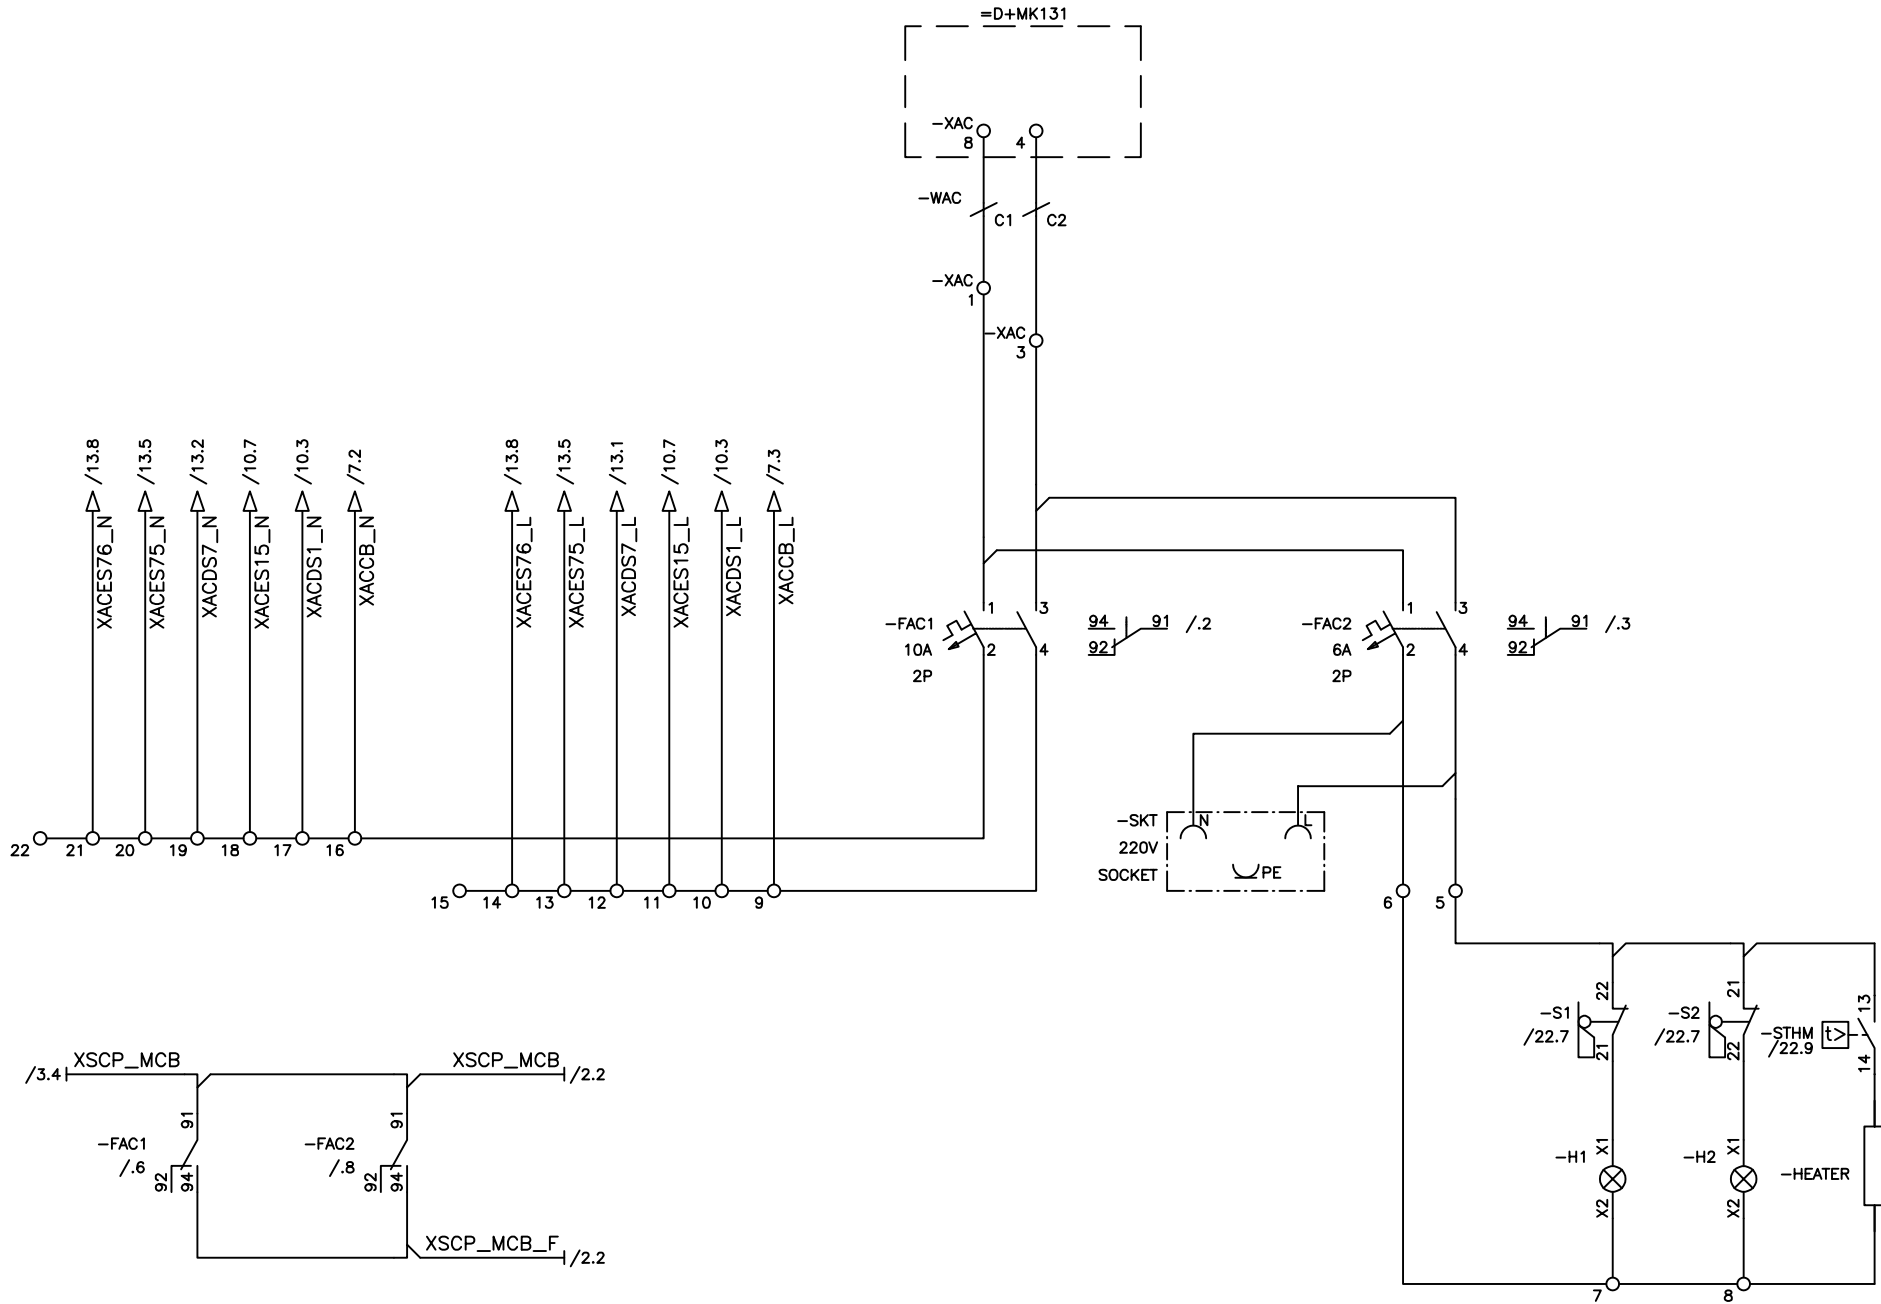 =D+MK131
-XAC
8
4
-WAC
C1
C2
-XAC
1
-XAC
3
/13.8
/13.5
/13.2
/10.7
/10.3
/7.2
/13.8
/13.5
/13.1
/10.7
/10.3
/7.3
XACES76_N
XACES75_N
XACDS7_N
XACES15_N
XACDS1_N
XACCB_N
XACES76_L
XACES75_L
XACDS7_L
XACES15_L
XACDS1_L
XACCB_L
-FAC1
10A
2P
1
3
2
4
94
92
91
/.2
-FAC2
6A
2P
1
3
2
4
94
92
91
/.3
-SKT
220V
SOCKET
N
L
PE
22
21
20
19
18
17
16
15
14
13
12
11
10
9
6
5
22
-S1
/22.7
21
21
-S2
/22.7
22
13
-STHM
/22.9
t>
14
/3.4
XSCP_MCB
XSCP_MCB
/2.2
91
-FAC1
/.6
92
94
91
-FAC2
/.8
92
94
XSCP_MCB_F
/2.2
X1
-H1
X2
X1
-H2
X2
-HEATER
7
8